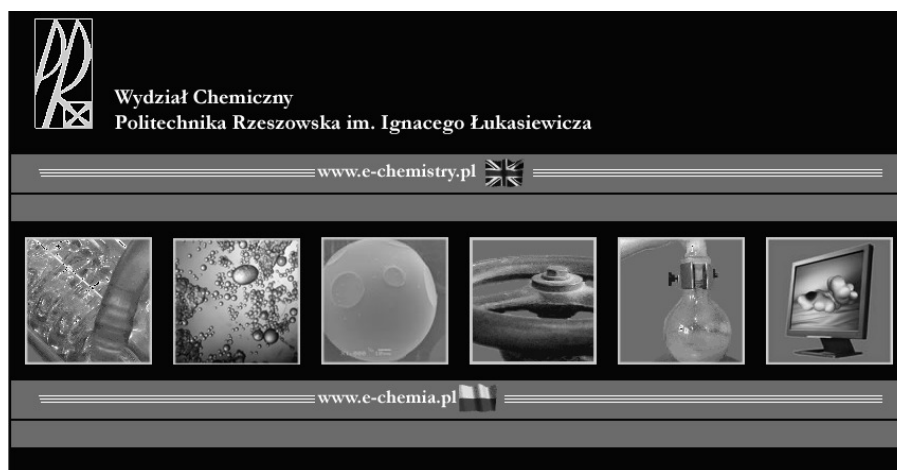 Wydział Chemiczny
Politechnika Rzeszowska im. Ignacego Łukasiewicza
www.e-chemistry.pl
www.e-chemia.pl